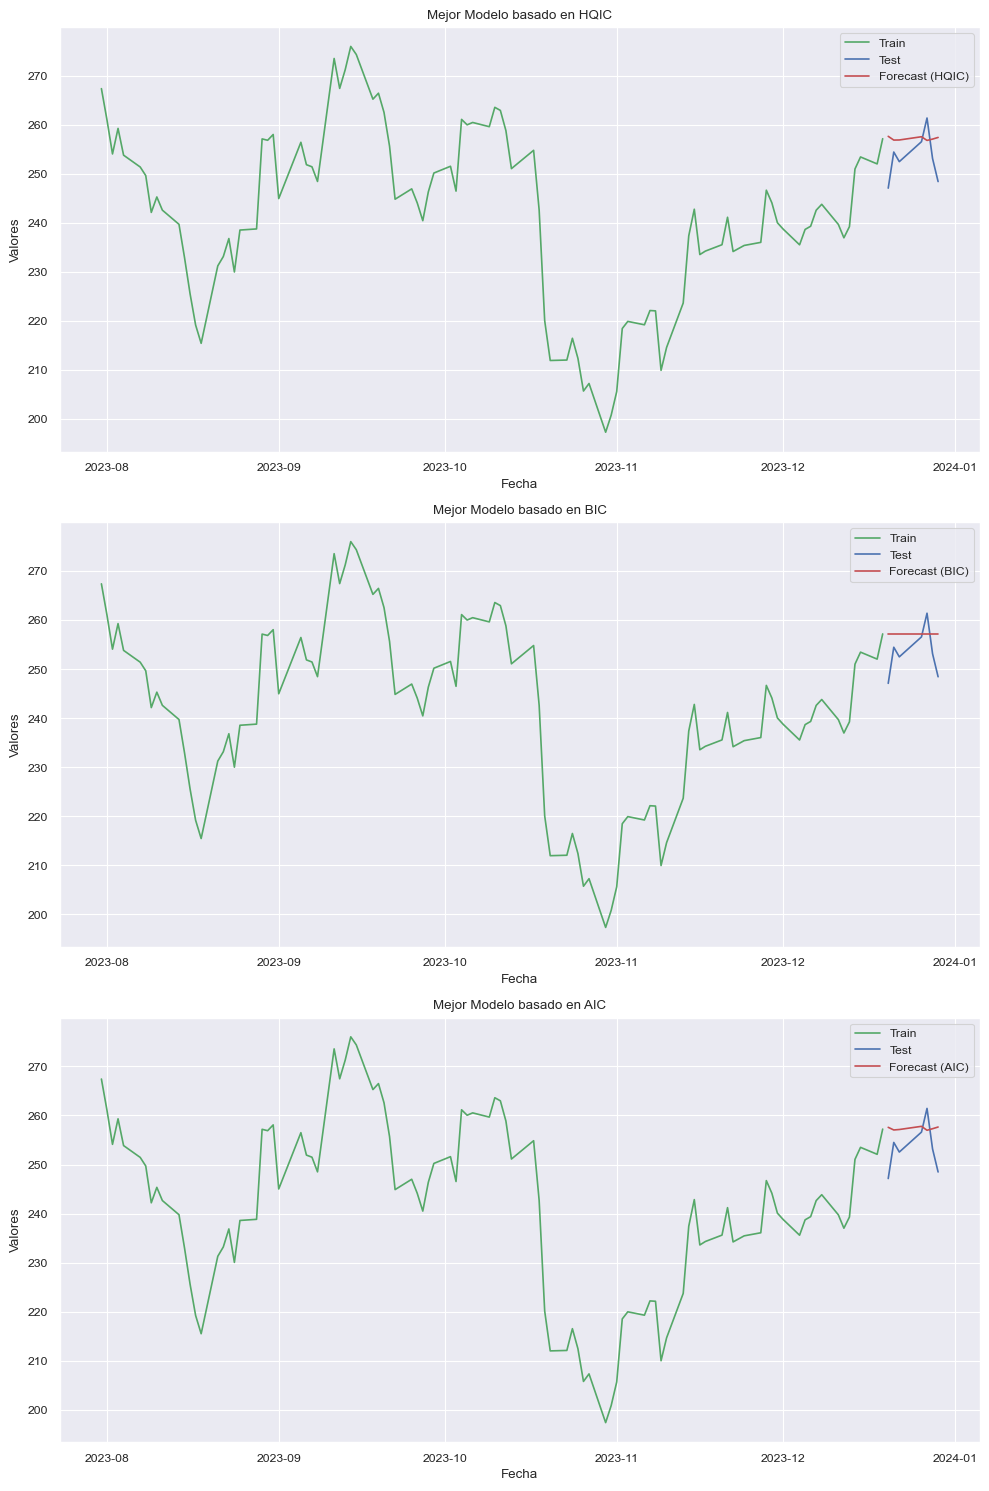 Mejor Modelo basado en HQIC
Train
Test
Forecast (HQIC)
Valores
270
260
250
240
230
220
210
200
2023-08
2023-09
2023-10
2023-11
2023-12
2024-01
Fecha
Mejor Modelo basado en BIC
Train
Test
Forecast (BIC)
Valores
270
260
250
240
230
220
210
200
2023-08
2023-09
2023-10
2023-11
2023-12
2024-01
Fecha
Mejor Modelo basado en AIC
Train
Test
Forecast (AIC)
Valores
270
260
250
240
230
220
210
200
2023-08
2023-09
2023-10
2023-11
2023-12
2024-01
Fecha